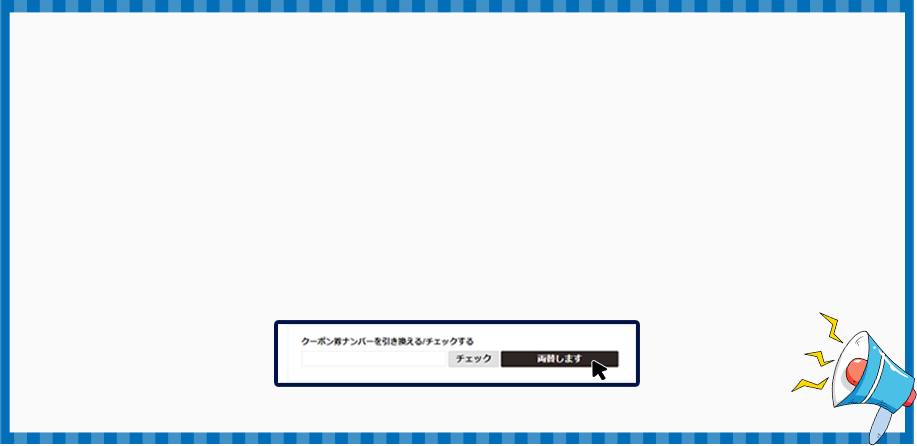 クーポン券ナンバーを引き換える/チェックする
チェック 両替します